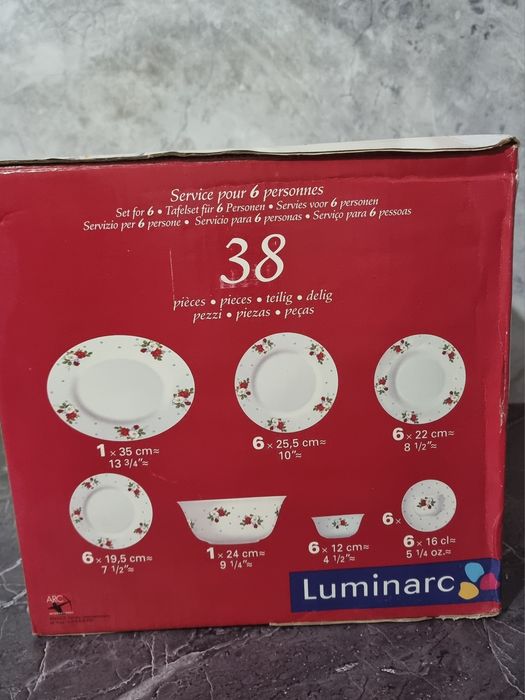 Service pour 6 personnes
Set for 6 • Tafelset für 6 Personen • Servies voor 6 personen
Servizio per 6 persone • Servicio para 6 personas • Serviço para 6 pessoas
38
pièces • pieces • teilig • delig
pezzi • piezas • peças
1 x 35 cm≈
13 3/4"≈
6 x 25,5 cm≈
10"≈
6 x 22 cm≈
8 1/2"≈
6 x 19,5 cm≈
7 1/2"≈
1 x 24 cm≈
9 1/4"≈
6 x 12 cm≈
4 1/2"≈
6x
6 x 16 cl≈
5 1/4 oz.≈
Luminarc
ARC